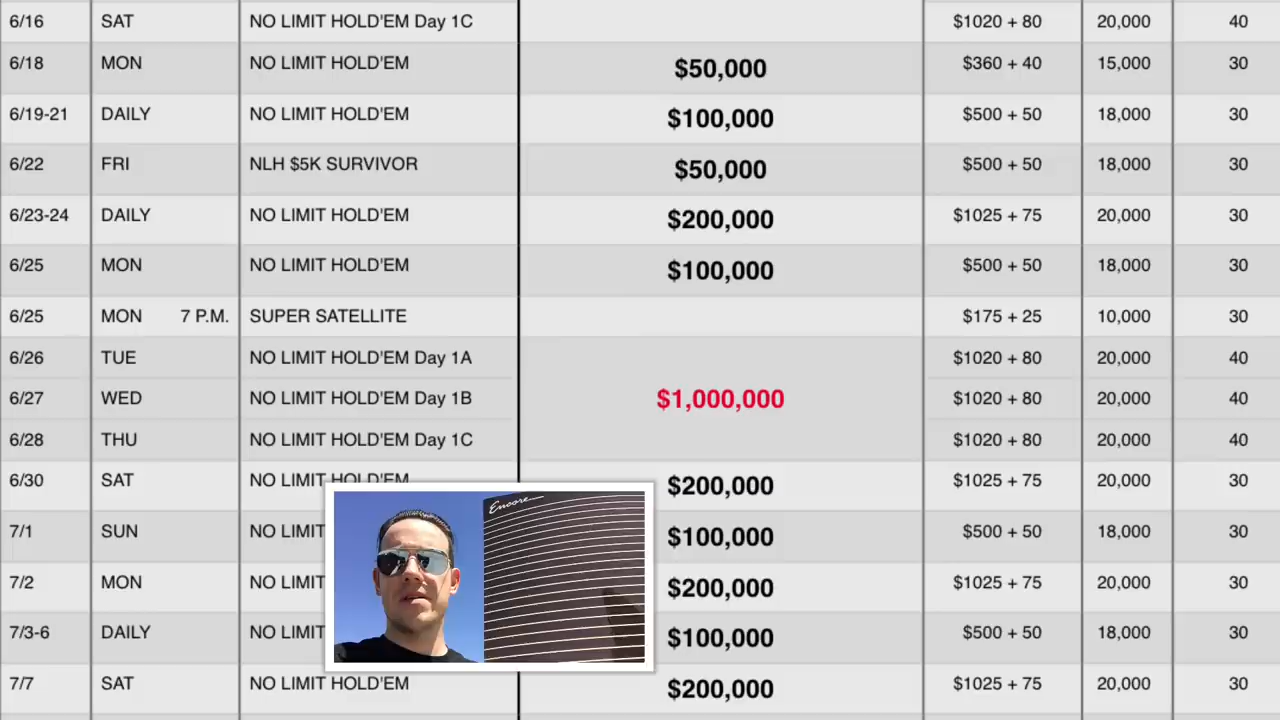 6/16 SAT NO LIMIT HOLD'EM Day 1C $1020 + 80 20,000 40
6/18 MON NO LIMIT HOLD'EM $50,000 $360 + 40 15,000 30
6/19-21 DAILY NO LIMIT HOLD'EM $100,000 $500 + 50 18,000 30
6/22 FRI NLH $5K SURVIVOR $50,000 $500 + 50 18,000 30
6/23-24 DAILY NO LIMIT HOLD'EM $200,000 $1025 + 75 20,000 30
6/25 MON NO LIMIT HOLD'EM $100,000 $500 + 50 18,000 30
6/25 MON 7 P.M. SUPER SATELLITE $175 + 25 10,000 30
6/26 TUE NO LIMIT HOLD'EM Day 1A $1020 + 80 20,000 40
6/27 WED NO LIMIT HOLD'EM Day 1B $1,000,000 $1020 + 80 20,000 40
6/28 THU NO LIMIT HOLD'EM Day 1C $1020 + 80 20,000 40
6/30 SAT NO LIMIT HOLD'EM $200,000 $1025 + 75 20,000 30
7/1 SUN NO LIMIT $100,000 $500 + 50 18,000 30
7/2 MON NO LIMIT $200,000 $1025 + 75 20,000 30
7/3-6 DAILY NO LIMIT $100,000 $500 + 50 18,000 30
7/7 SAT NO LIMIT HOLD'EM $200,000 $1025 + 75 20,000 30
Encore